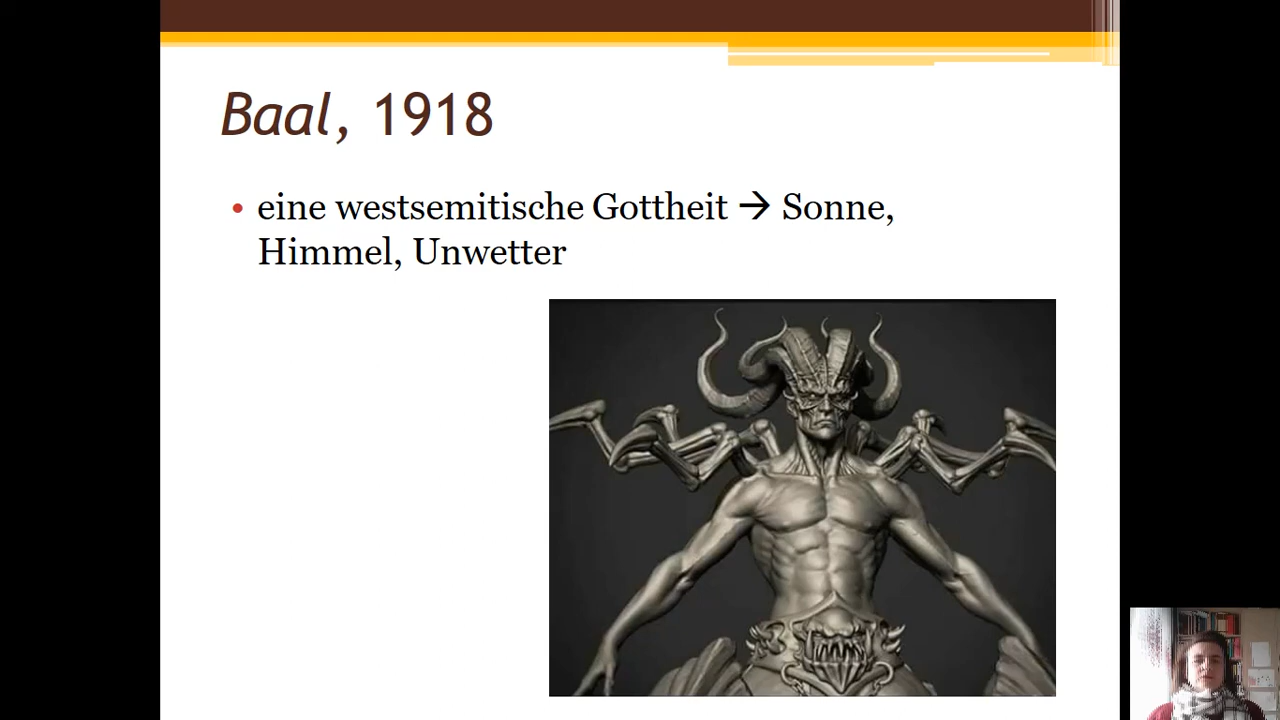 Baal, 1918
• eine westsemitische Gottheit → Sonne,
Himmel, Unwetter